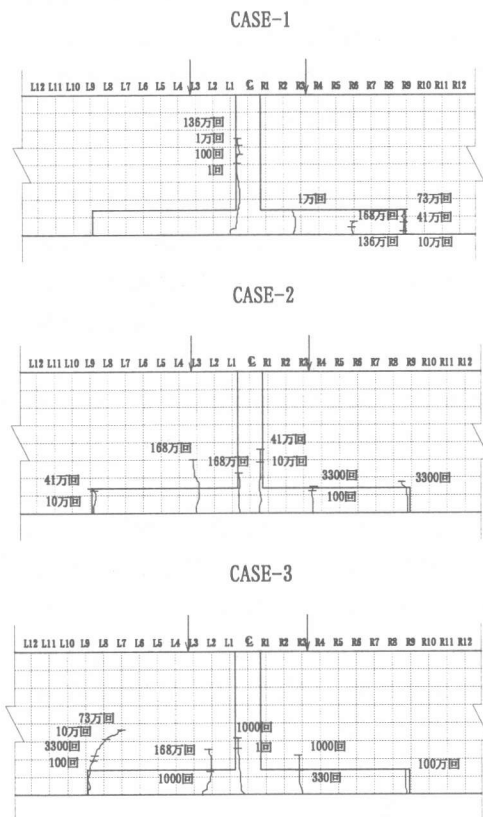 CASE-1
L12 L11 L10 L9 L8 L7 L6 L5 L4 L3 L2 L1 ℄ R1 R2 R3 R4 R5 R6 R7 R8 R9 R10 R11 R12
136万回
1万回
100回
1回
1万回
73万回
168万回
41万回
136万回
10万回
CASE-2
L12 L11 L10 L9 L8 L7 L6 L5 L4 L3 L2 L1 ℄ R1 R2 R3 R4 R5 R6 R7 R8 R9 R10 R11 R12
41万回
168万回
168万回
10万回
41万回
3300回
3300回
10万回
100回
CASE-3
L12 L11 L10 L9 L8 L7 L6 L5 L4 L3 L2 L1 ℄ R1 R2 R3 R4 R5 R6 R7 R8 R9 R10 R11 R12
73万回
10万回
1000回
3300回
168万回
1回
1000回
100回
100万回
1000回
330回